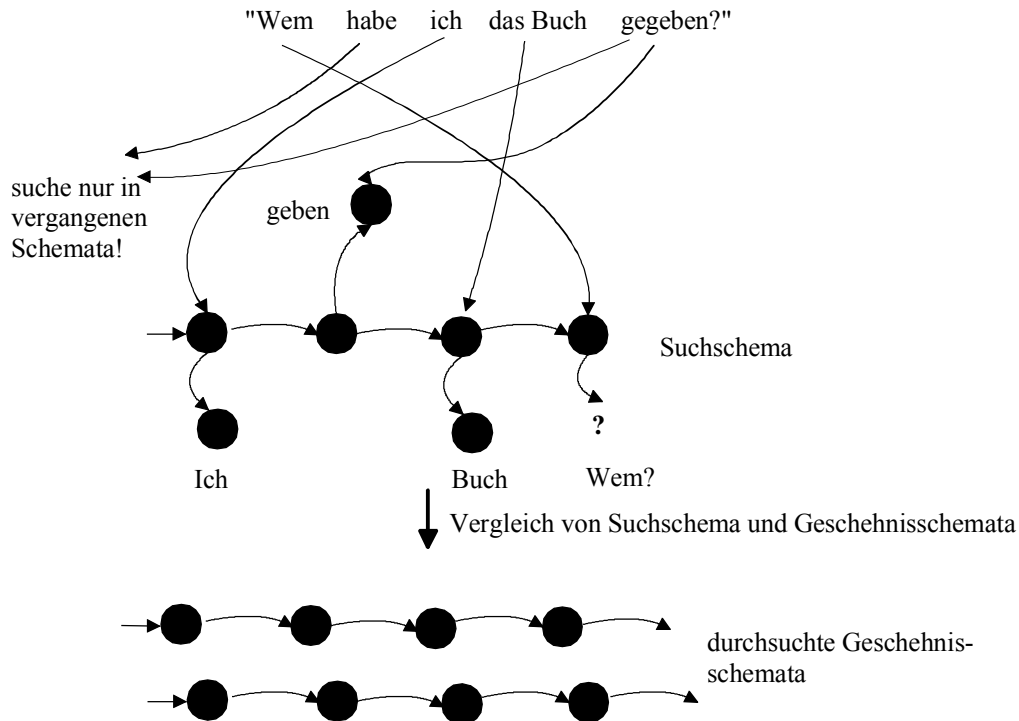 "Wem habe ich das Buch gegeben?"
suche nur in
vergangenen
Schemata!
geben
Suchschema
?
Ich Buch Wem?
Vergleich von Suchschema und Geschehnisschemata
durchsuchte Geschehnis-
schemata